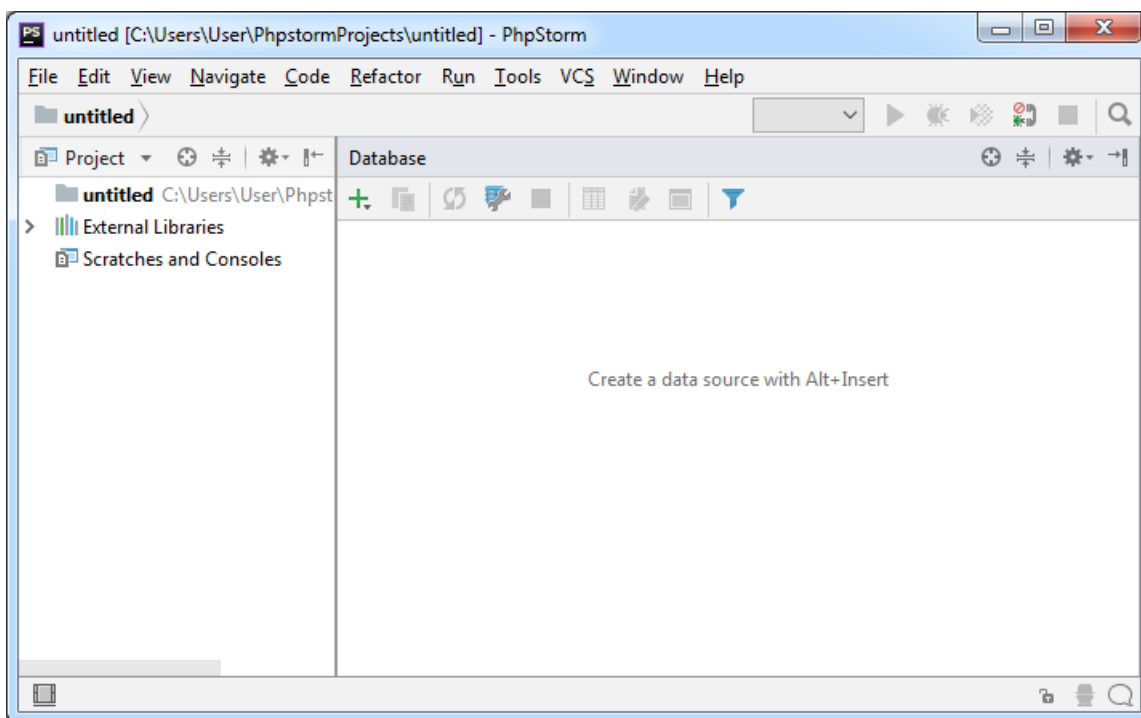 PS untitled [C:\Users\User\PhpstormProjects\untitled] - PhpStorm
File Edit View Navigate Code Refactor Run Tools VCS Window Help
untitled
Project
Database
untitled C:\Users\User\Phpst
External Libraries
Scratches and Consoles
Create a data source with Alt+Insert